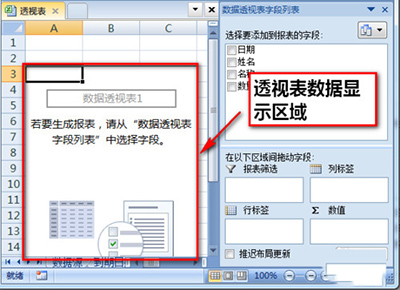 透视表
数据透视表字段列表
A B C
选择要添加到报表的字段:
1
2
3
4
5
6
7
8
9
10
11
12
13
14
日期
姓名
数据透视表1
若要生成报表，请从“数据透视表
字段列表”中选择字段。
透视表数据显
示区域
在以下区域间拖动字段:
报表筛选 列标签
行标签 Σ 数值
推迟布局更新
就绪
100%